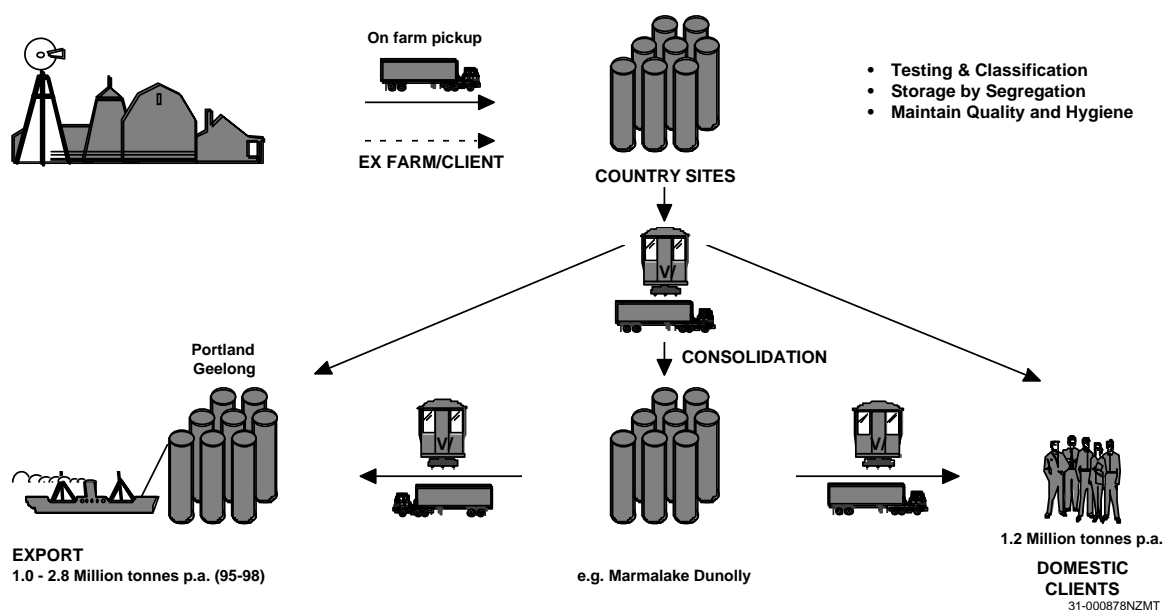 On farm pickup
EX FARM/CLIENT
COUNTRY SITES
• Testing & Classification
• Storage by Segregation
• Maintain Quality and Hygiene
V/
CONSOLIDATION
Portland
Geelong
V/
V/
EXPORT
1.0 - 2.8 Million tonnes p.a. (95-98)
e.g. Marmalake Dunolly
1.2 Million tonnes p.a.
DOMESTIC
CLIENTS
31-000878NZMT